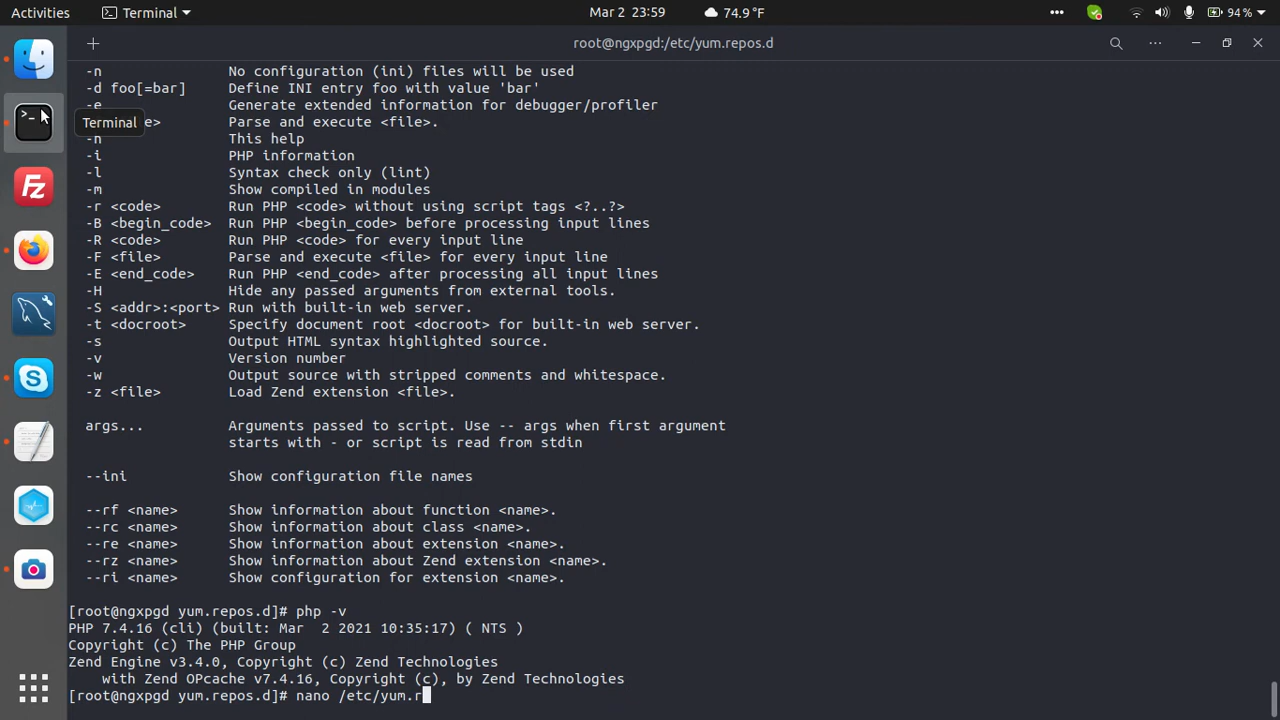 Activities
Terminal
Mar 2 23:59
74.9 °F
94 %
root@ngxpgd:/etc/yum.repos.d
Terminal
-n No configuration (ini) files will be used
-d foo[=bar] Define INI entry foo with value 'bar'
-e Generate extended information for debugger/profiler
e> Parse and execute <file>.
-h This help
-i PHP information
-l Syntax check only (lint)
-m Show compiled in modules
-r <code> Run PHP <code> without using script tags <?..?>
-B <begin_code> Run PHP <begin_code> before processing input lines
-R <code> Run PHP <code> for every input line
-F <file> Parse and execute <file> for every input line
-E <end_code> Run PHP <end_code> after processing all input lines
-H Hide any passed arguments from external tools.
-S <addr>:<port> Run with built-in web server.
-t <docroot> Specify document root <docroot> for built-in web server.
-s Output HTML syntax highlighted source.
-v Version number
-w Output source with stripped comments and whitespace.
-z <file> Load Zend extension <file>.
args... Arguments passed to script. Use -- args when first argument
starts with - or script is read from stdin
--ini Show configuration file names
--rf <name> Show information about function <name>.
--rc <name> Show information about class <name>.
--re <name> Show information about extension <name>.
--rz <name> Show information about Zend extension <name>.
--ri <name> Show configuration for extension <name>.
[root@ngxpgd yum.repos.d]# php -v
PHP 7.4.16 (cli) (built: Mar 2 2021 10:35:17) ( NTS )
Copyright (c) The PHP Group
Zend Engine v3.4.0, Copyright (c) Zend Technologies
with Zend OPcache v7.4.16, Copyright (c), by Zend Technologies
[root@ngxpgd yum.repos.d]# nano /etc/yum.r